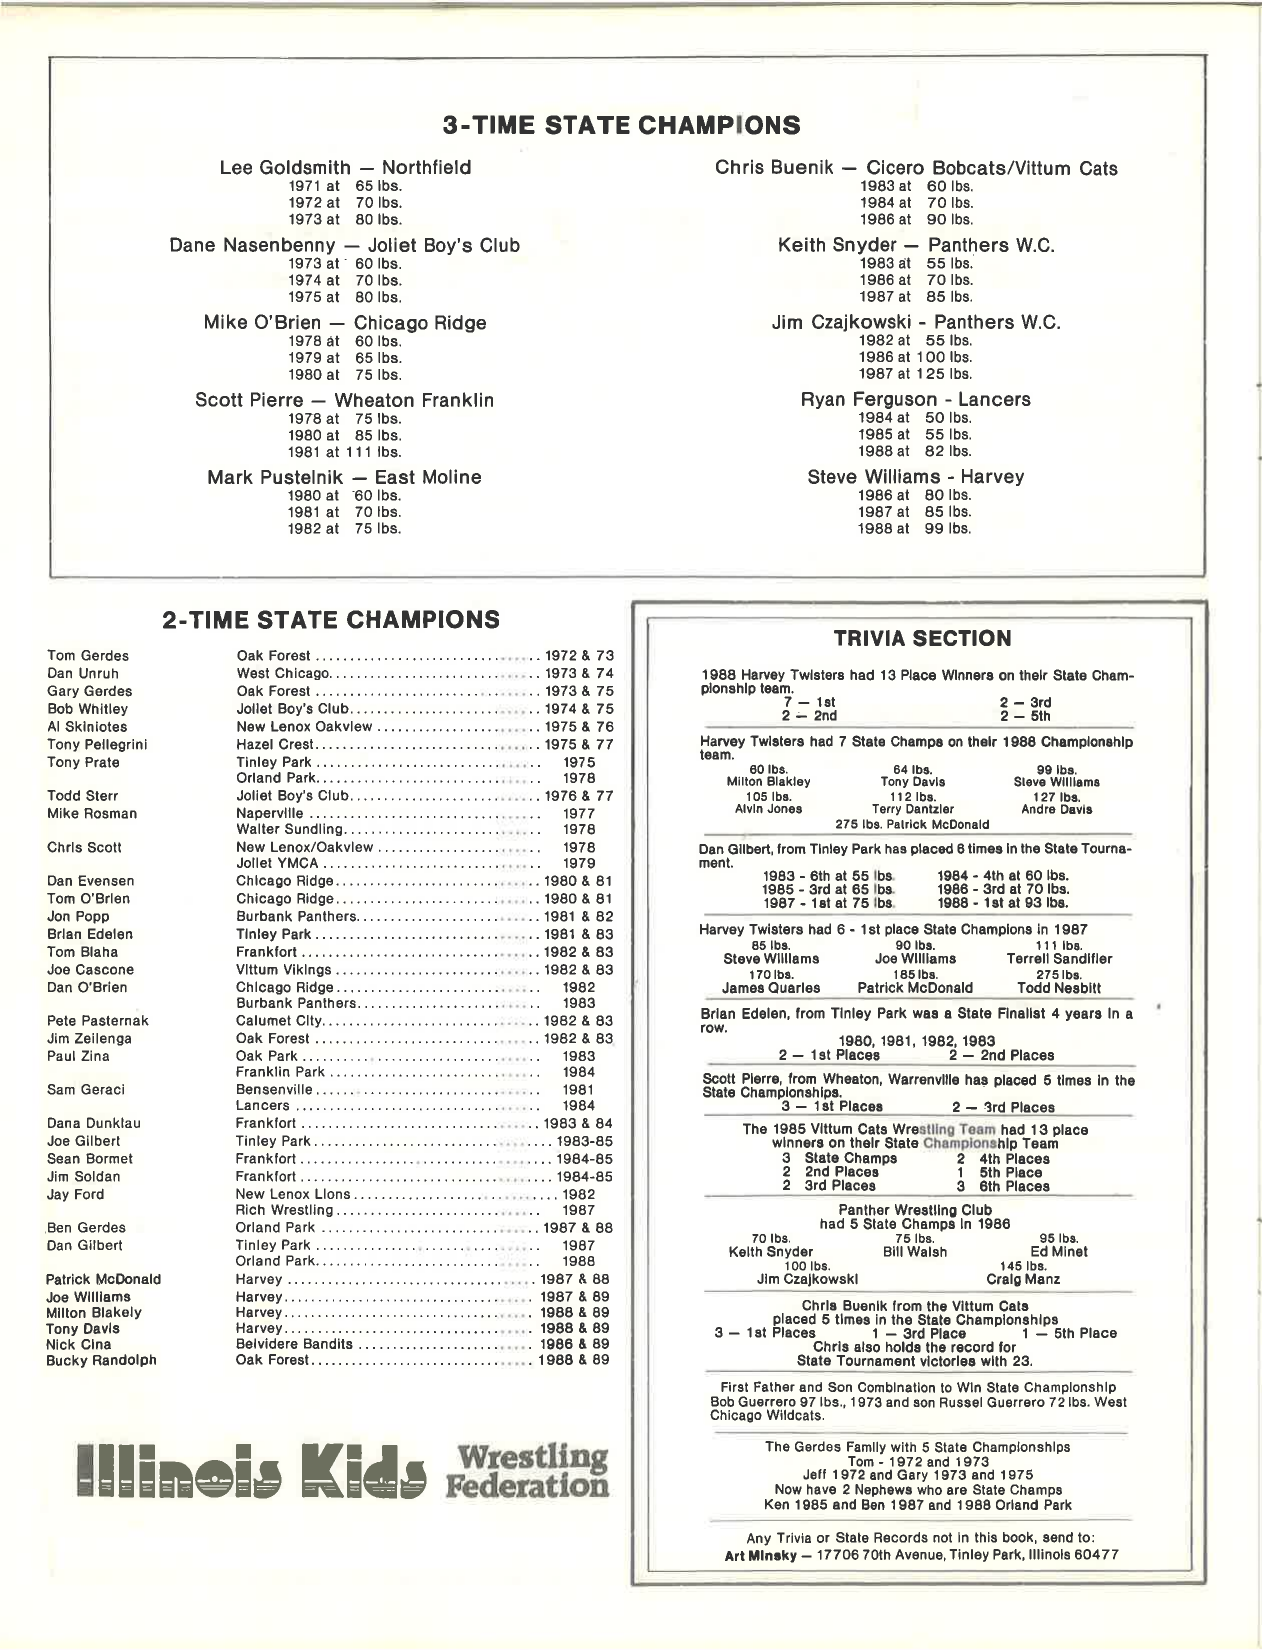 3-TIME STATE CHAMPIONS
Lee Goldsmith — Northfield
1971 at 65 lbs.
1972 at 70 lbs.
1973 at 80 lbs.
Dane Nasenbenny — Joliet Boy's Club
1973 at 60 lbs.
1974 at 70 lbs.
1975 at 80 lbs.
Mike O'Brien — Chicago Ridge
1978 at 60 lbs.
1979 at 65 lbs.
1980 at 75 lbs.
Scott Pierre — Wheaton Franklin
1978 at 75 lbs.
1980 at 85 lbs.
1981 at 111 lbs.
Mark Pustelnik — East Moline
1980 at 60 lbs.
1981 at 70 lbs.
1982 at 75 lbs.
Chris Buenik — Cicero Bobcats/Vittum Cats
1983 at 60 lbs.
1984 at 70 lbs.
1986 at 90 lbs.
Keith Snyder — Panthers W.C.
1983 at 55 lbs.
1986 at 70 lbs.
1987 at 85 lbs.
Jim Czajkowski - Panthers W.C.
1982 at 55 lbs.
1986 at 100 lbs.
1987 at 125 lbs.
Ryan Ferguson - Lancers
1984 at 50 lbs.
1985 at 55 lbs.
1988 at 82 lbs.
Steve Williams - Harvey
1986 at 80 lbs.
1987 at 85 lbs.
1988 at 99 lbs.
2-TIME STATE CHAMPIONS
Tom Gerdes Oak Forest 1972 & 73
Dan Unruh West Chicago 1973 & 74
Gary Gerdes Oak Forest 1973 & 75
Bob Whitley Joliet Boy's Club 1974 & 75
Al Skiniotes New Lenox Oakview 1975 & 76
Tony Pellegrini Hazel Crest 1975 & 77
Tony Prate Tinley Park 1975
Orland Park 1978
Todd Sterr Joliet Boy's Club 1976 & 77
Mike Rosman Naperville 1977
Walter Sundling 1978
Chris Scott New Lenox/Oakview 1978
Joliet YMCA 1979
Dan Evensen Chicago Ridge 1980 & 81
Tom O'Brien Chicago Ridge 1980 & 81
Jon Popp Burbank Panthers 1981 & 82
Brian Edelen Tinley Park 1981 & 83
Tom Blaha Frankfort 1982 & 83
Joe Cascone Vittum Vikings 1982 & 83
Dan O'Brien Chicago Ridge 1982
Burbank Panthers 1983
Pete Pasternak Calumet City 1982 & 83
Jim Zeilenga Oak Forest 1982 & 83
Paul Zina Oak Park 1983
Franklin Park 1984
Sam Geraci Bensenville 1981
Lancers 1984
Dana Dunklau Frankfort 1983 & 84
Joe Gilbert Tinley Park 1983-85
Sean Bormet Frankfort 1984-85
Jim Soldan Frankfort 1984-85
Jay Ford New Lenox Lions 1982
Rich Wrestling 1987
Ben Gerdes Orland Park 1987 & 88
Dan Gilbert Tinley Park 1987
Orland Park 1988
Patrick McDonald Harvey 1987 & 88
Joe Williams Harvey 1987 & 89
Milton Blakely Harvey 1988 & 89
Tony Davis Harvey 1988 & 89
Nick Cina Belvidere Bandits 1986 & 89
Bucky Randolph Oak Forest 1988 & 89
Illinois Kids Wrestling Federation
TRIVIA SECTION
1988 Harvey Twisters had 13 Place Winners on their State Cham-
pionship team.
7 — 1st 2 — 3rd
2 — 2nd 2 — 5th
Harvey Twisters had 7 State Champs on their 1988 Championship
team.
60 lbs. 64 lbs. 99 lbs.
Milton Blakley Tony Davis Steve Williams
105 lbs. 112 lbs. 127 lbs.
Alvin Jones Terry Dantzler Andre Davis
275 lbs. Patrick McDonald
Dan Gilbert, from Tinley Park has placed 6 times in the State Tourna-
ment.
1983 - 6th at 55 lbs. 1984 - 4th at 60 lbs.
1985 - 3rd at 65 lbs. 1986 - 3rd at 70 lbs.
1987 - 1st at 75 lbs. 1988 - 1st at 93 lbs.
Harvey Twisters had 6 - 1st place State Champions in 1987
85 lbs. 90 lbs. 111 lbs.
Steve Williams Joe Williams Terrell Sandifler
170 lbs. 185 lbs. 275 lbs.
James Quarles Patrick McDonald Todd Nesbitt
Brian Edelen, from Tinley Park was a State Finalist 4 years in a
row.
1980, 1981, 1982, 1983
2 — 1st Places 2 — 2nd Places
Scott Pierre, from Wheaton, Warrenville has placed 5 times in the
State Championships.
3 — 1st Places 2 — 3rd Places
The 1985 Vittum Cats Wrestling Team had 13 place
winners on their State Championship Team
3 State Champs 2 4th Places
2 2nd Places 1 5th Place
2 3rd Places 3 6th Places
Panther Wrestling Club
had 5 State Champs in 1986
70 lbs. 75 lbs. 95 lbs.
Keith Snyder Bill Walsh Ed Minet
100 lbs. 145 lbs.
Jim Czajkowski Craig Manz
Chris Buenik from the Vittum Cats
placed 5 times in the State Championships
3 — 1st Places 1 — 3rd Place 1 — 5th Place
Chris also holds the record for
State Tournament victories with 23.
First Father and Son Combination to Win State Championship
Bob Guerrero 97 lbs., 1973 and son Russel Guerrero 72 lbs. West
Chicago Wildcats.
The Gerdes Family with 5 State Championships
Tom - 1972 and 1973
Jeff 1972 and Gary 1973 and 1975
Now have 2 Nephews who are State Champs
Ken 1985 and Ben 1987 and 1988 Orland Park
Any Trivia or State Records not in this book, send to:
Art Minsky — 17706 70th Avenue, Tinley Park, Illinois 60477